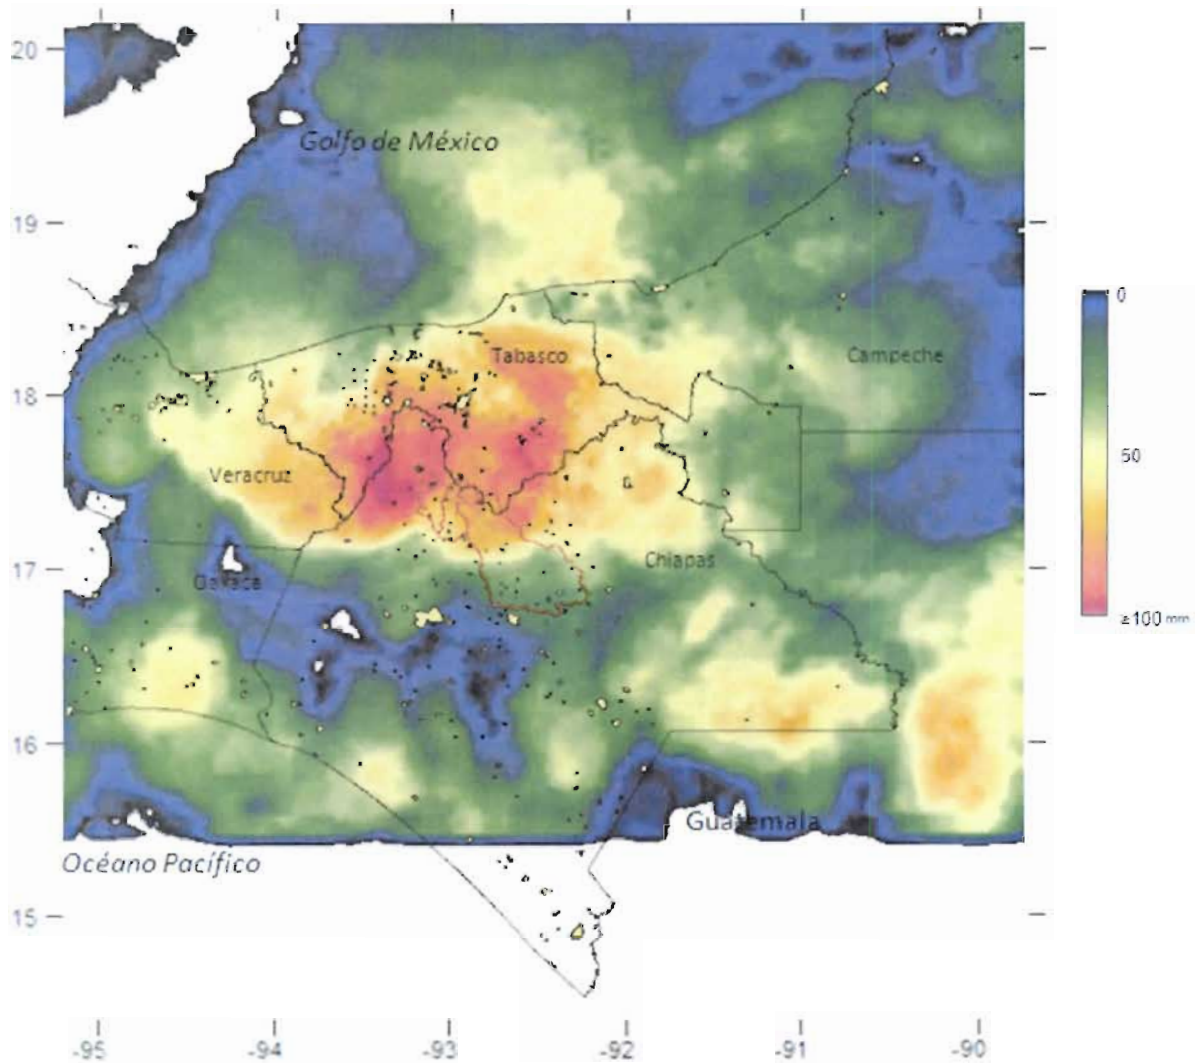 20
Golfo de México
19
0
Tabasco
Campeche
18
50
Veracruz
Chiapas
17
Oaxaca
≥100 mm
16
Guatemala
Océano Pacífico
15
-95 -94 -93 -92 -91 -90